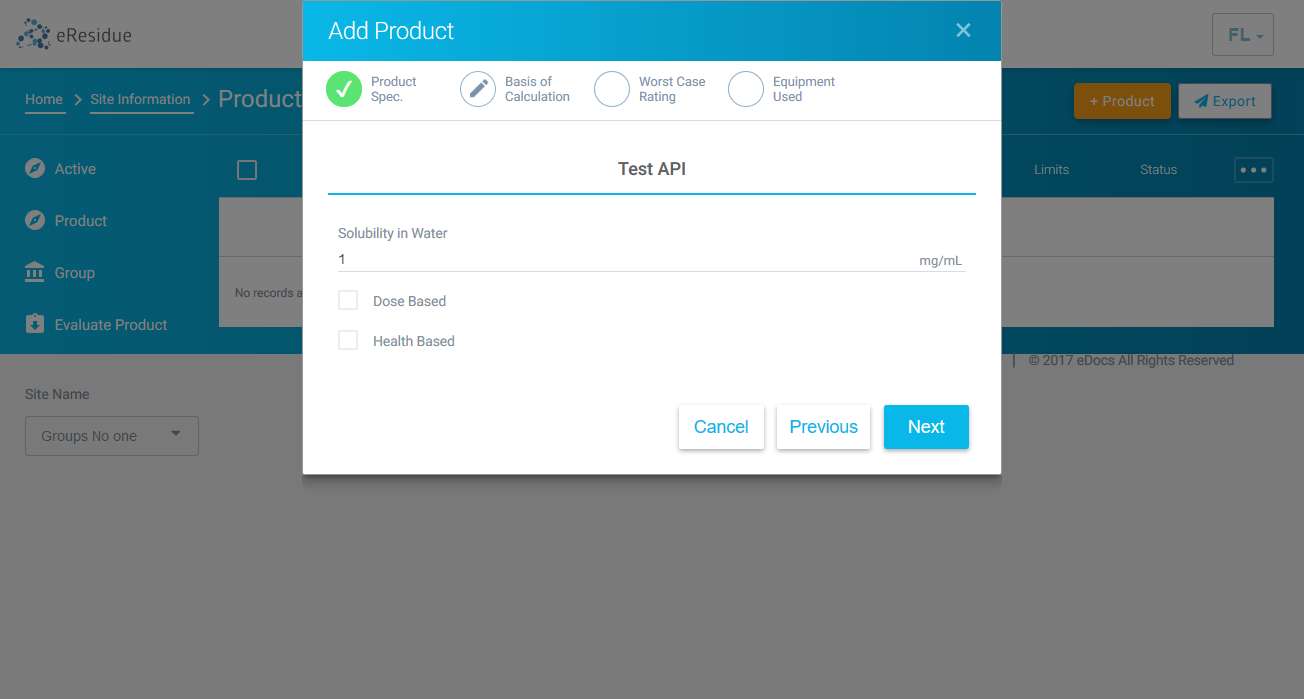 eResidue
FL
Home
Site Information
Product
+ Product
Export
Active
Product
Group
Evaluate Product
Limits
Status
No records a
© 2017 eDocs All Rights Reserved
Site Name
Groups No one
Add Product
Product
Spec.
Basis of
Calculation
Worst Case
Rating
Equipment
Used
Test API
Solubility in Water
1
mg/mL
Dose Based
Health Based
Cancel
Previous
Next